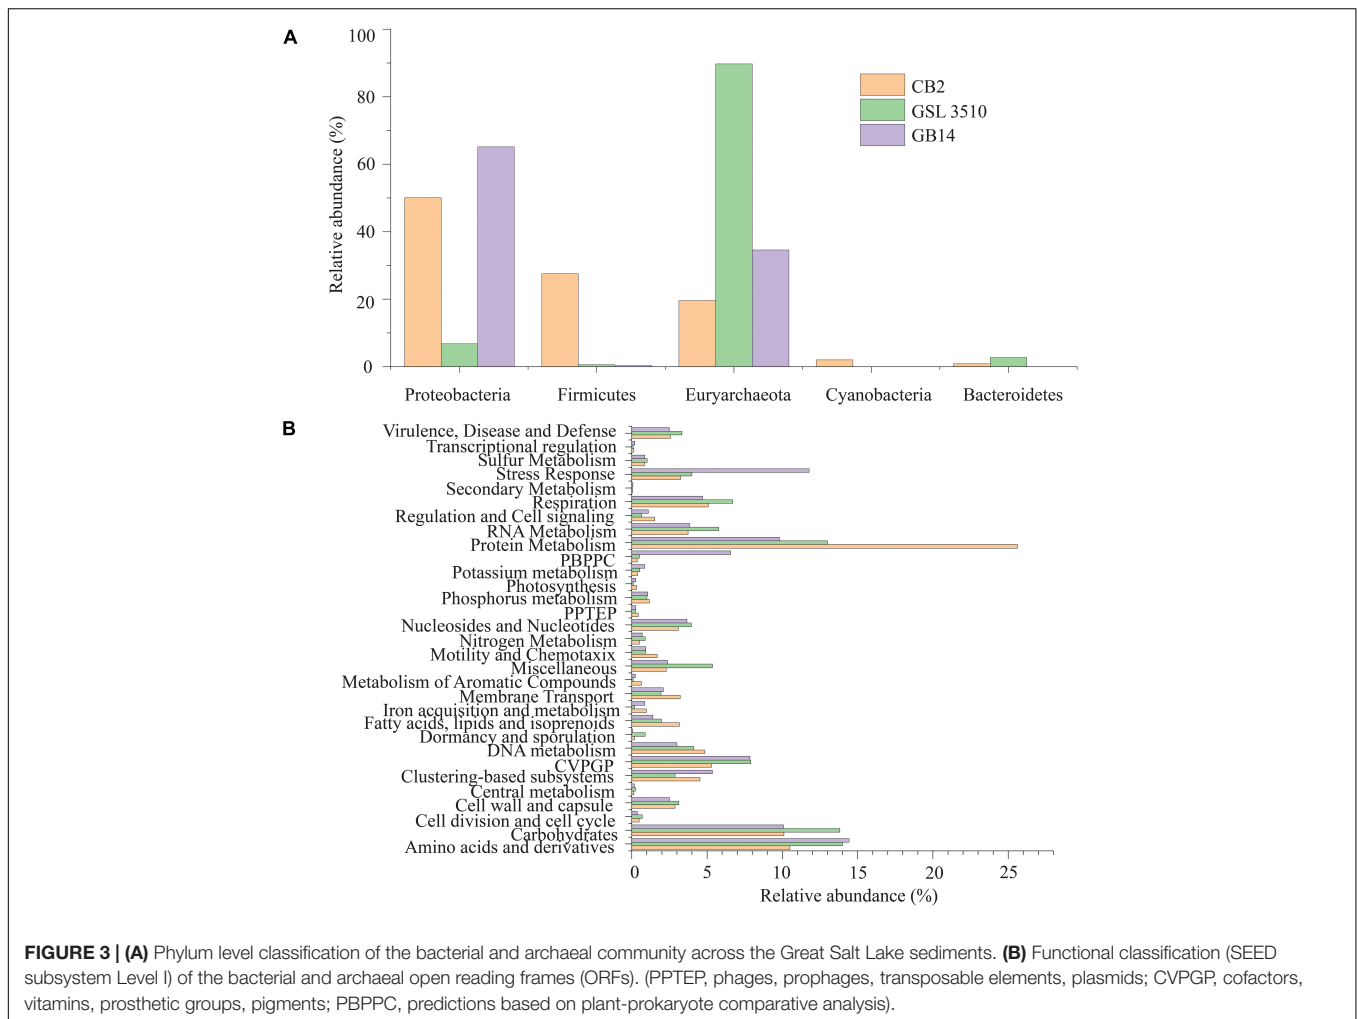 A
100
80
60
40
20
0
Relative abundance (%)
CB2
GSL 3510
GB14
Proteobacteria Firmicutes Euryarchaeota Cyanobacteria Bacteroidetes
B
Virulence, Disease and Defense
Transcriptional regulation
Sulfur Metabolism
Stress Response
Secondary Metabolism
Respiration
Regulation and Cell signaling
RNA Metabolism
Protein Metabolism
PBPPC
Potassium metabolism
Photosynthesis
Phosphorus metabolism
PPTEP
Nucleosides and Nucleotides
Nitrogen Metabolism
Motility and Chemotaxix
Miscellaneous
Metabolism of Aromatic Compounds
Membrane Transport
Iron acquisition and metabolism
Fatty acids, lipids and isoprenoids
Dormancy and sporulation
DNA metabolism
CVPGP
Clustering-based subsystems
Central metabolism
Cell wall and capsule
Cell division and cell cycle
Carbohydrates
Amino acids and derivatives
0 5 10 15 20 25
Relative abundance (%)
FIGURE 3 | (A) Phylum level classification of the bacterial and archaeal community across the Great Salt Lake sediments. (B) Functional classification (SEED
subsystem Level I) of the bacterial and archaeal open reading frames (ORFs). (PPTEP, phages, prophages, transposable elements, plasmids; CVPGP, cofactors,
vitamins, prosthetic groups, pigments; PBPPC, predictions based on plant-prokaryote comparative analysis).